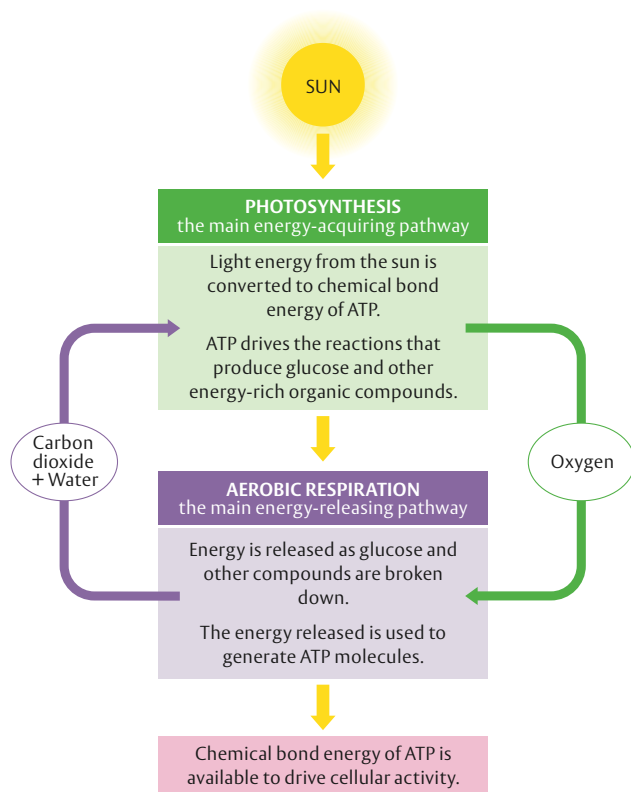 SUN
PHOTOSYNTHESIS
the main energy-acquiring pathway
Light energy from the sun is
converted to chemical bond
energy of ATP.
ATP drives the reactions that
produce glucose and other
energy-rich organic compounds.
Carbon
dioxide
+ Water
Oxygen
AEROBIC RESPIRATION
the main energy-releasing pathway
Energy is released as glucose and
other compounds are broken
down.
The energy released is used to
generate ATP molecules.
Chemical bond energy of ATP is
available to drive cellular activity.